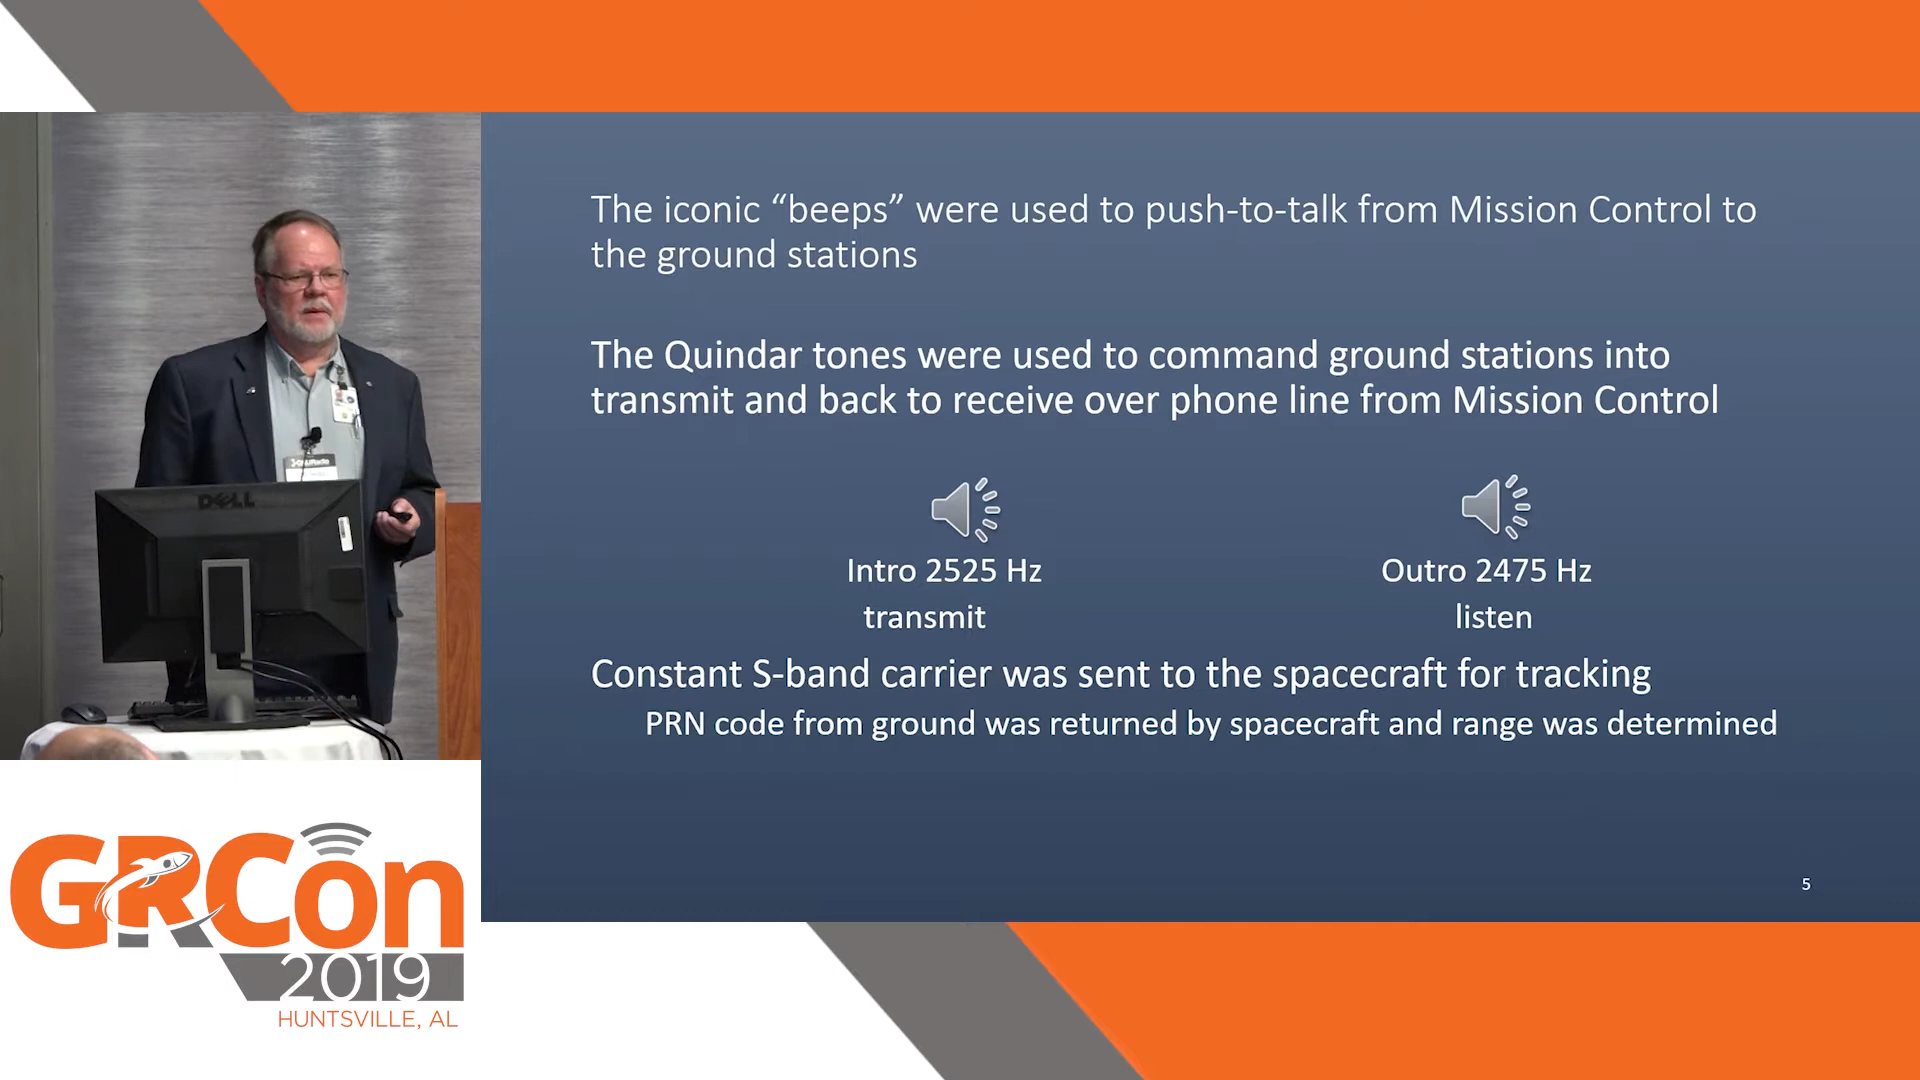 The iconic “beeps” were used to push-to-talk from Mission Control to
the ground stations
The Quindar tones were used to command ground stations into
transmit and back to receive over phone line from Mission Control
Intro 2525 Hz
transmit
Outro 2475 Hz
listen
Constant S-band carrier was sent to the spacecraft for tracking
PRN code from ground was returned by spacecraft and range was determined
5
DELL
GRCon
2019
HUNTSVILLE, AL